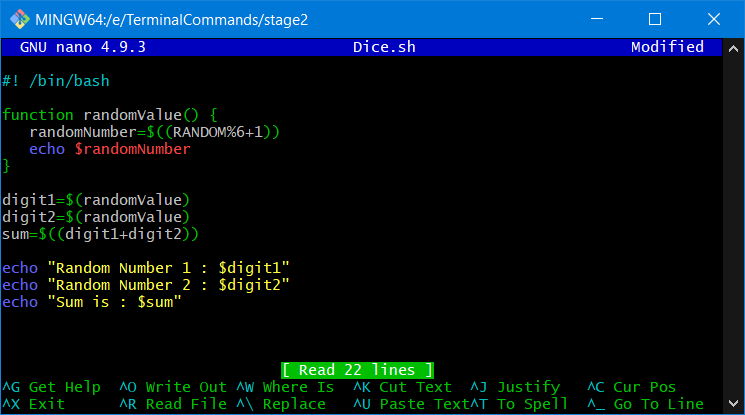 MINGW64:/e/TerminalCommands/stage2
GNU nano 4.9.3 Dice.sh Modified
#! /bin/bash
function randomValue() {
randomNumber=$((RANDOM%6+1))
echo $randomNumber
}
digit1=$(randomValue)
digit2=$(randomValue)
sum=$((digit1+digit2))
echo "Random Number 1 : $digit1"
echo "Random Number 2 : $digit2"
echo "Sum is : $sum"
[ Read 22 lines ]
^G Get Help ^O Write Out ^W Where Is ^K Cut Text ^J Justify ^C Cur Pos
^X Exit ^R Read File ^\ Replace ^U Paste Text^T To Spell ^_ Go To Line